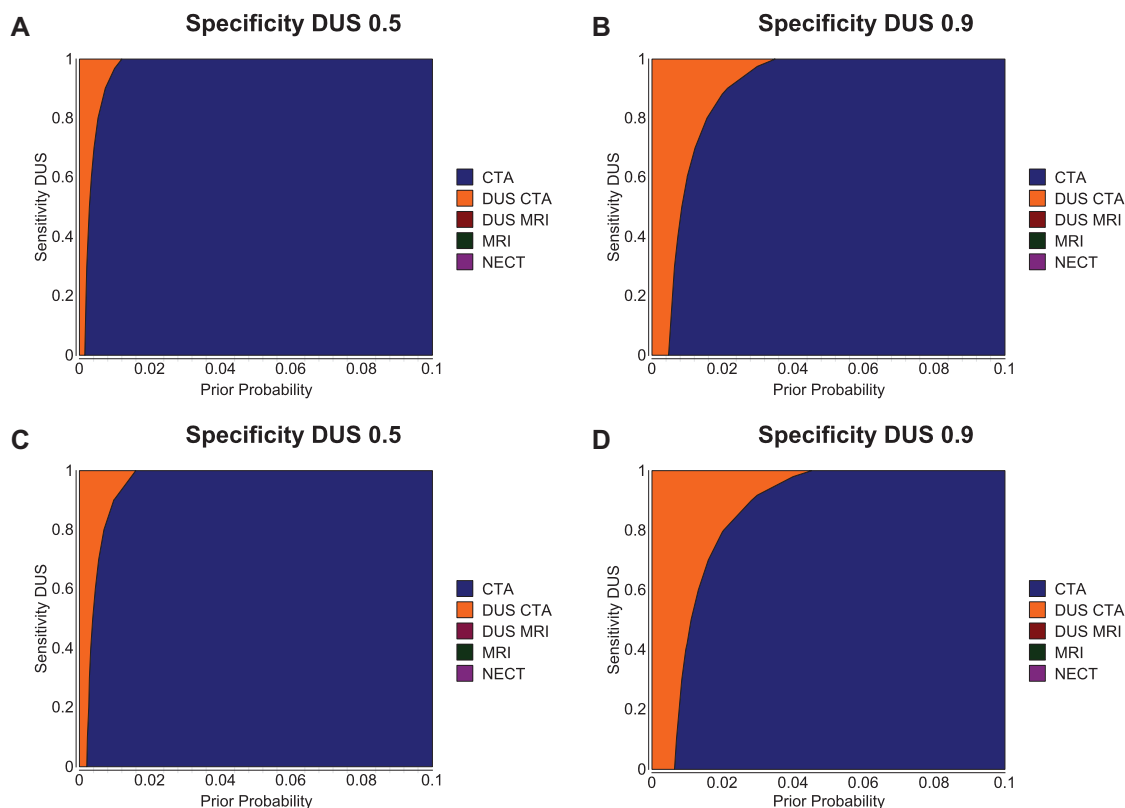 A
Specificity DUS 0.5
1
0.8
0.6
0.4
0.2
0
Sensitivity DUS
0 0.02 0.04 0.06 0.08 0.1
Prior Probability
CTA
DUS CTA
DUS MRI
MRI
NECT
B
Specificity DUS 0.9
1
0.8
0.6
0.4
0.2
0
Sensitivity DUS
0 0.02 0.04 0.06 0.08 0.1
Prior Probability
CTA
DUS CTA
DUS MRI
MRI
NECT
C
Specificity DUS 0.5
1
0.8
0.6
0.4
0.2
0
Sensitivity DUS
0 0.02 0.04 0.06 0.08 0.1
Prior Probability
CTA
DUS CTA
DUS MRI
MRI
NECT
D
Specificity DUS 0.9
1
0.8
0.6
0.4
0.2
0
Sensitivity DUS
0 0.02 0.04 0.06 0.08 0.1
Prior Probability
CTA
DUS CTA
DUS MRI
MRI
NECT